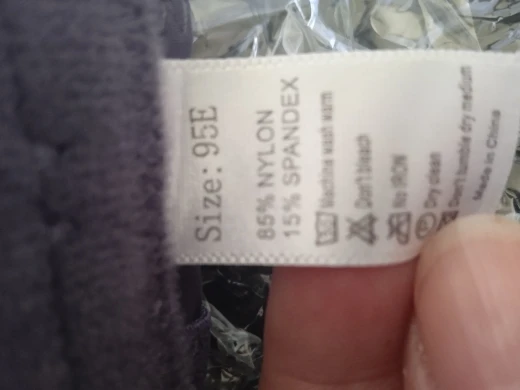 Size: 95E
85% NYLON
15% SPANDEX
Machine wash warm
Don't bleach
No IRON
Dry clean
Don't tumble dry medium
Made in China